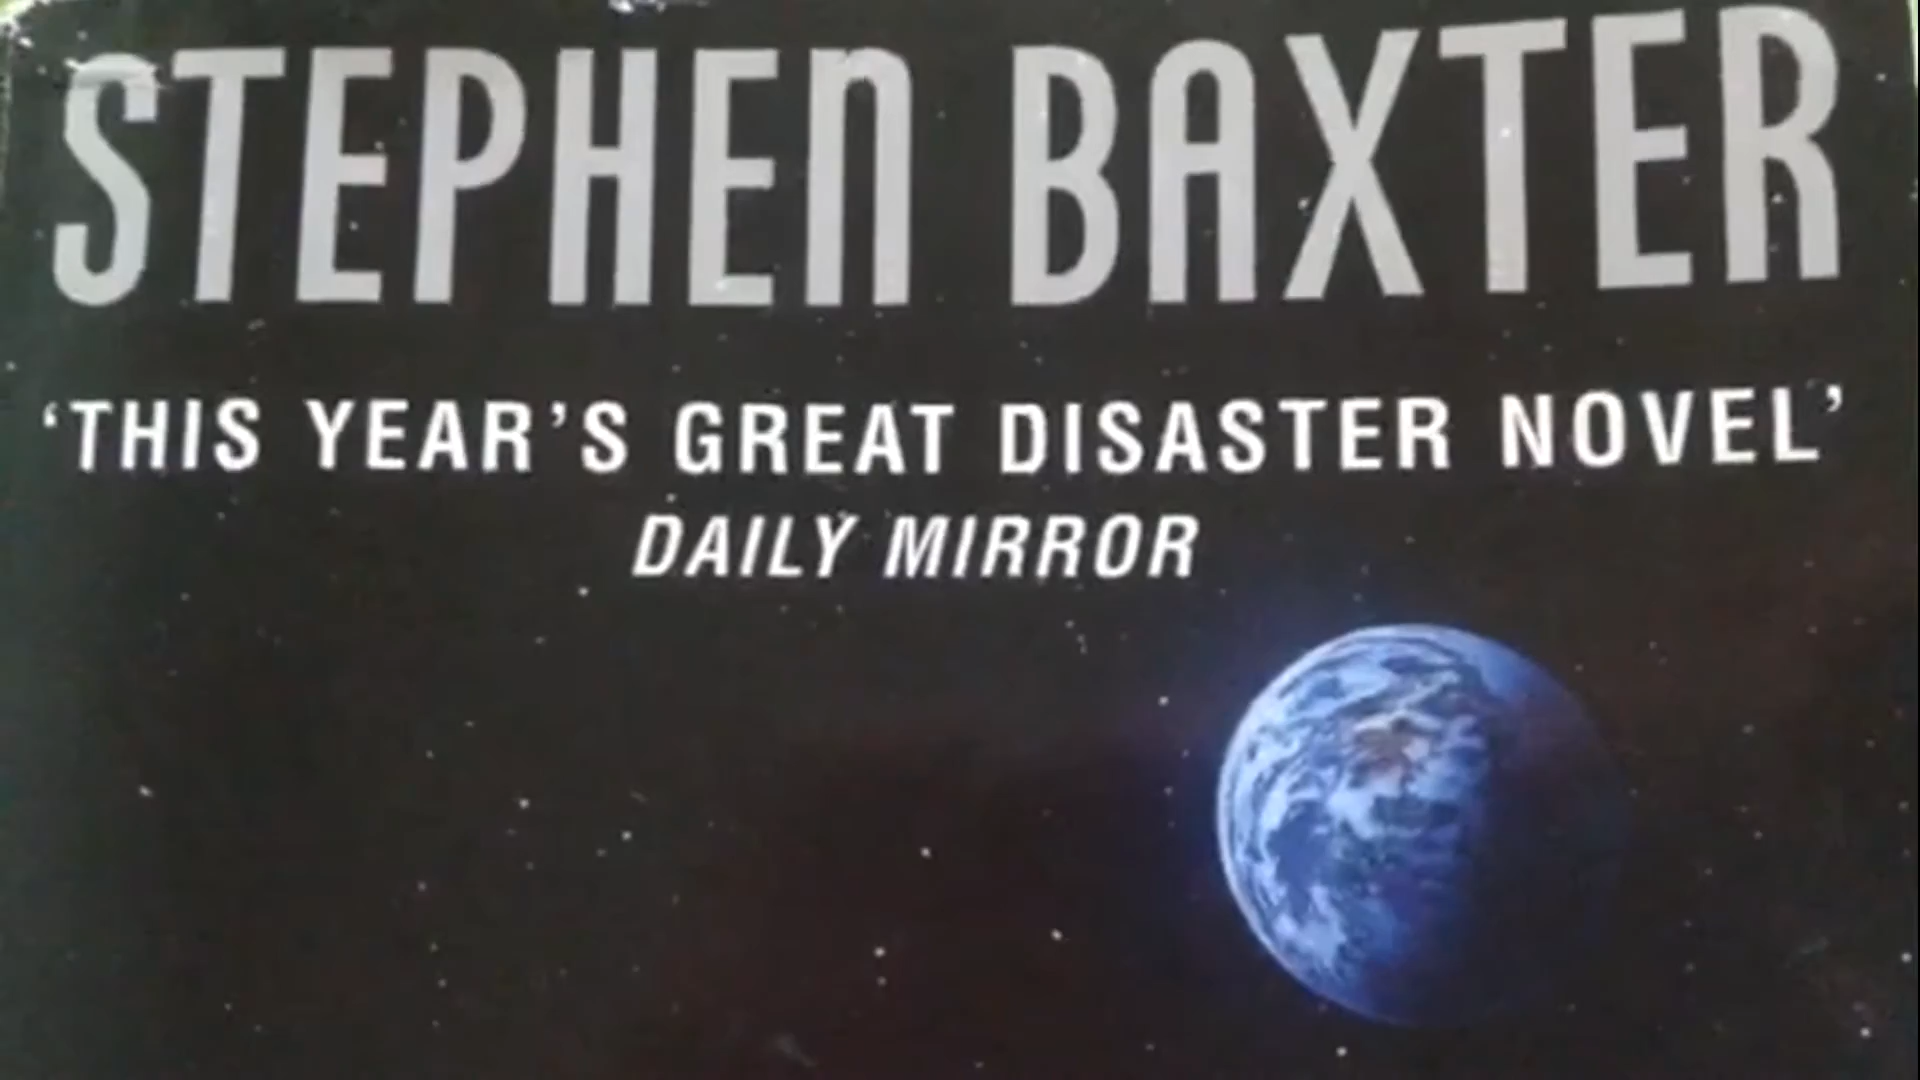 STEPHEN BAXTER
‘THIS YEAR’S GREAT DISASTER NOVEL’
DAILY MIRROR